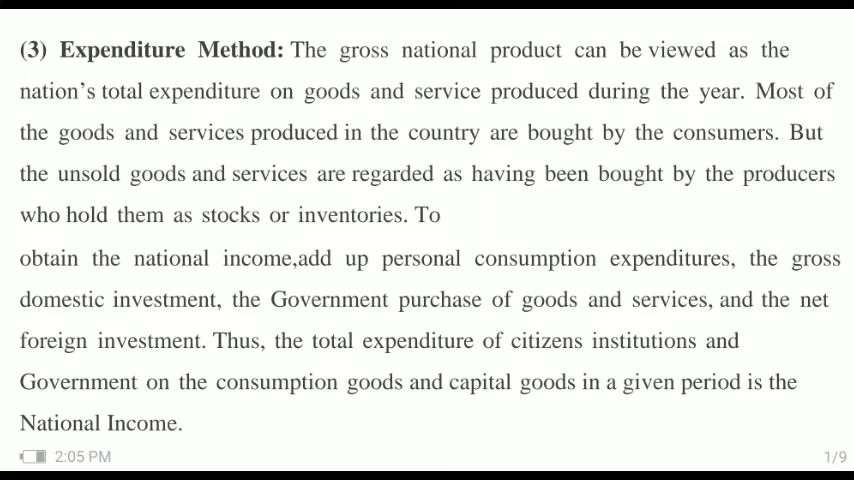 (3) Expenditure Method: The gross national product can be viewed as the
nation's total expenditure on goods and service produced during the year. Most of
the goods and services produced in the country are bought by the consumers. But
the unsold goods and services are regarded as having been bought by the producers
who hold them as stocks or inventories. To
obtain the national income,add up personal consumption expenditures, the gross
domestic investment, the Government purchase of goods and services, and the net
foreign investment. Thus, the total expenditure of citizens institutions and
Government on the consumption goods and capital goods in a given period is the
National Income.
2:05 PM 1/9